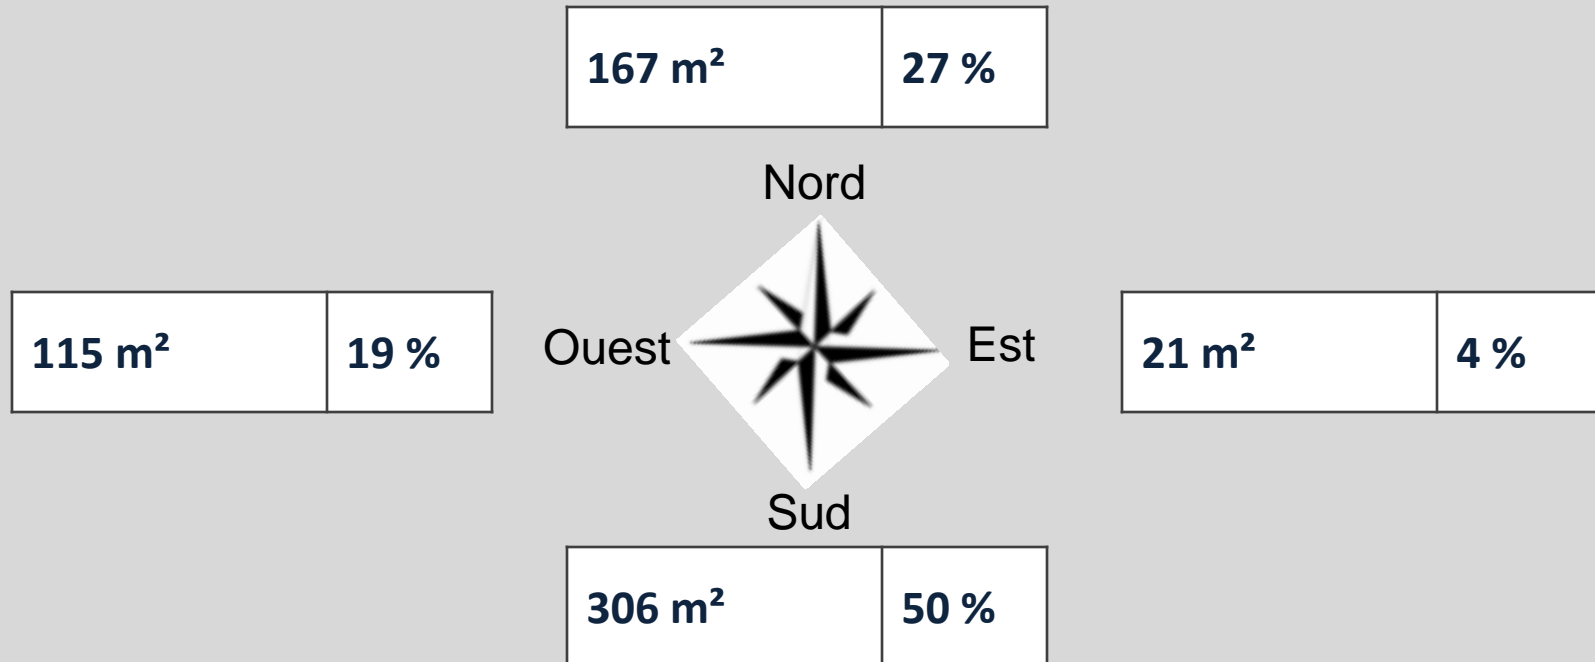 167 m² 27 %
Nord
115 m² 19 %
Ouest
Est
21 m² 4 %
Sud
306 m² 50 %